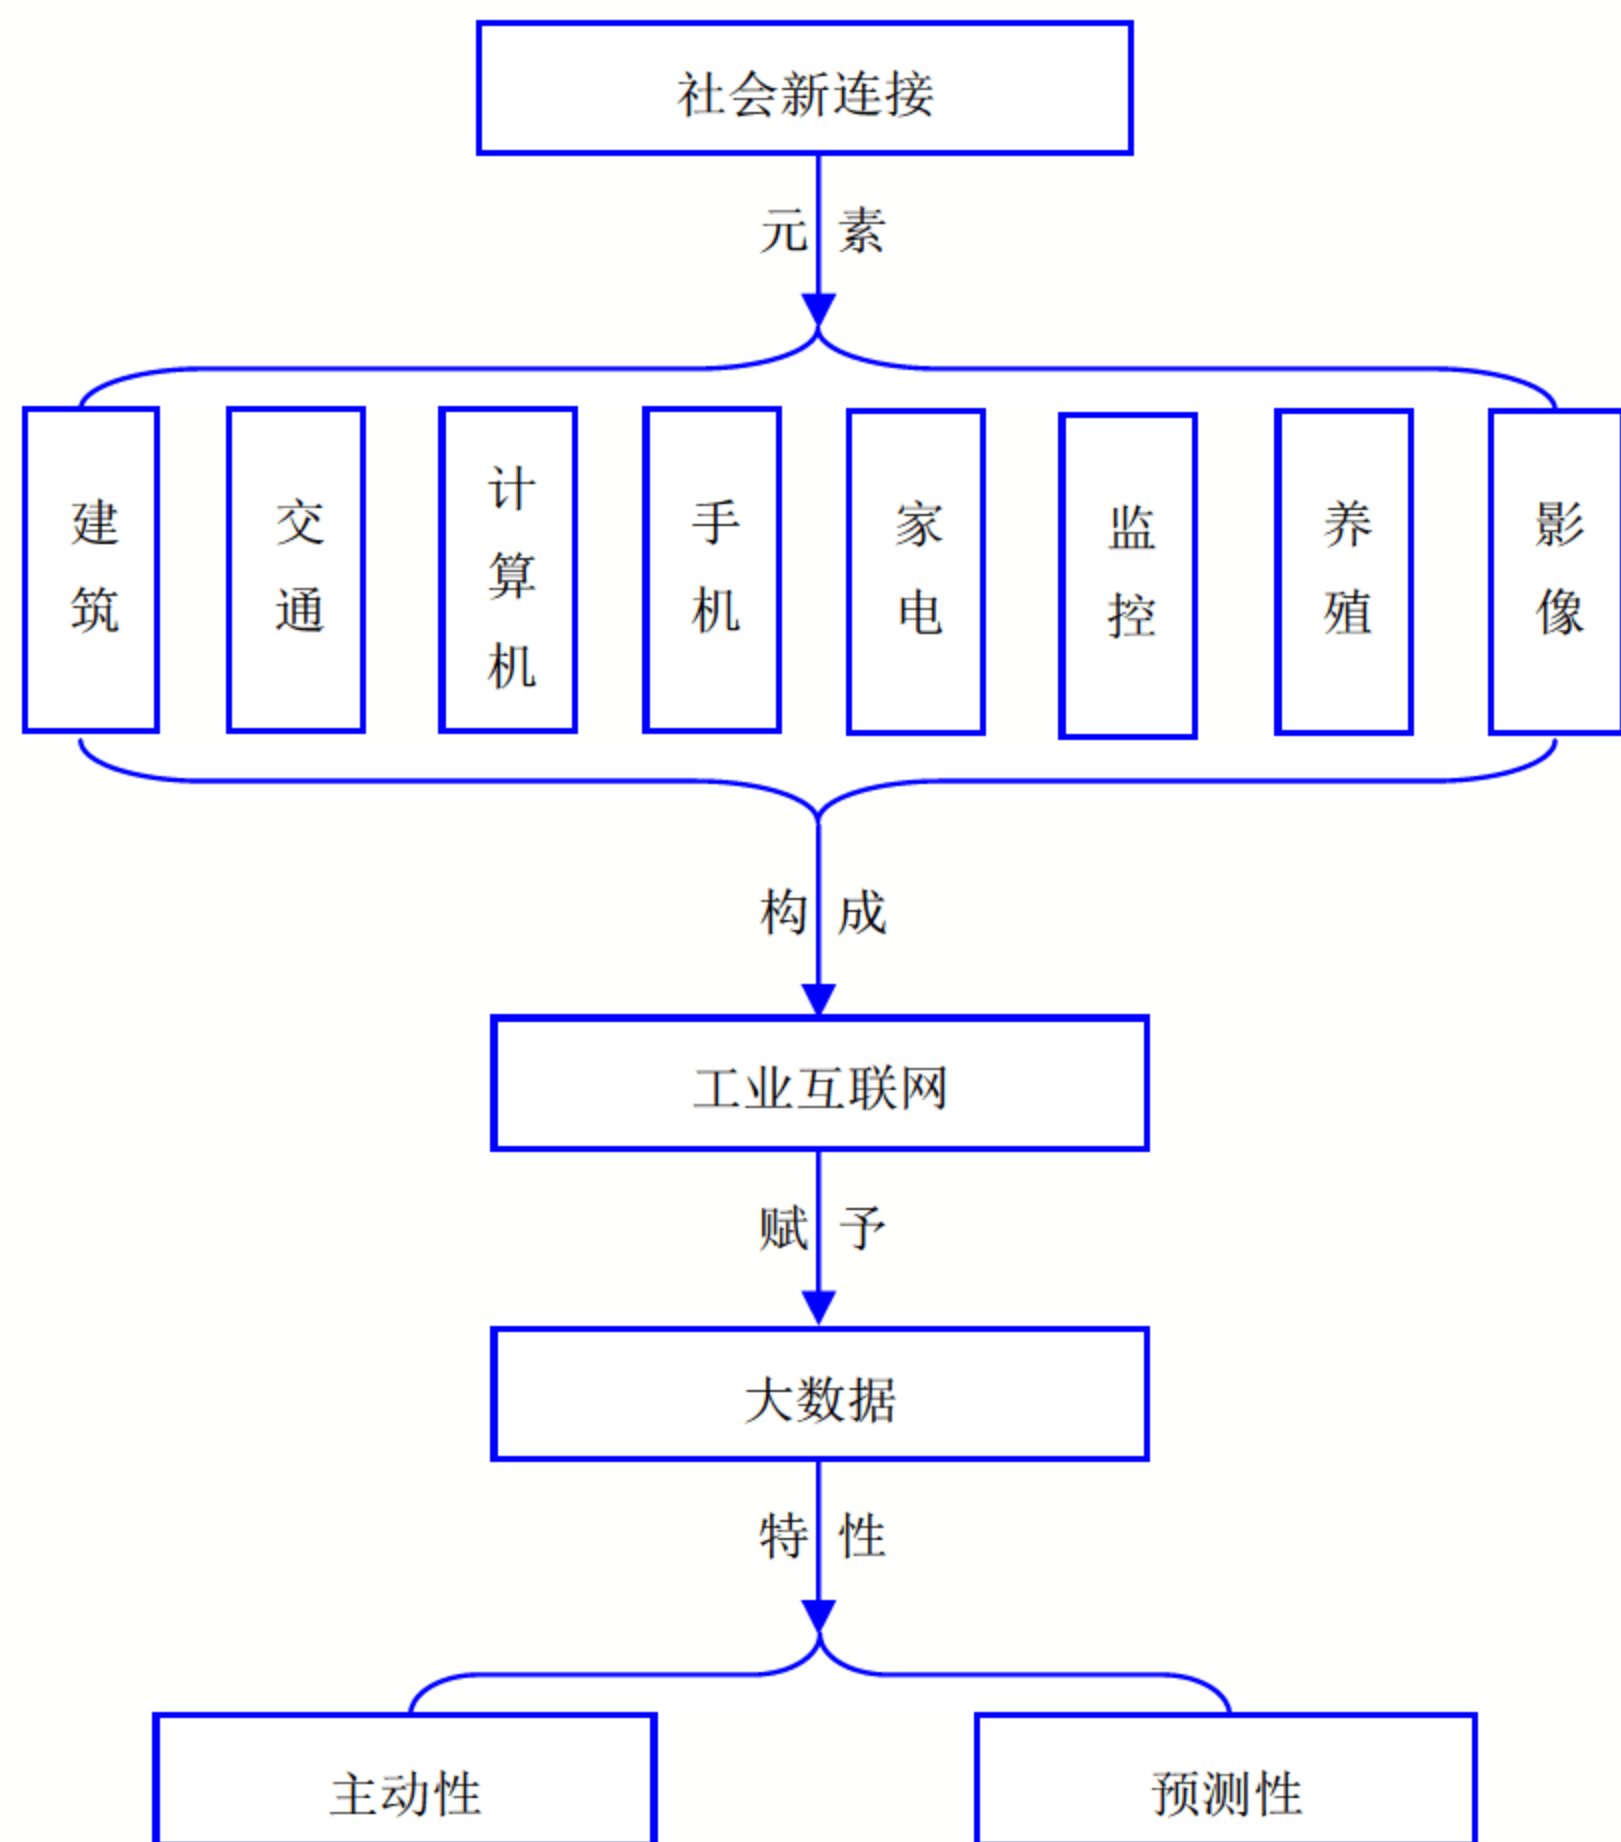 社会新连接
元素
建筑
交通
计算机
手机
家电
监控
养殖
影像
构成
工业互联网
赋予
大数据
特性
主动性
预测性